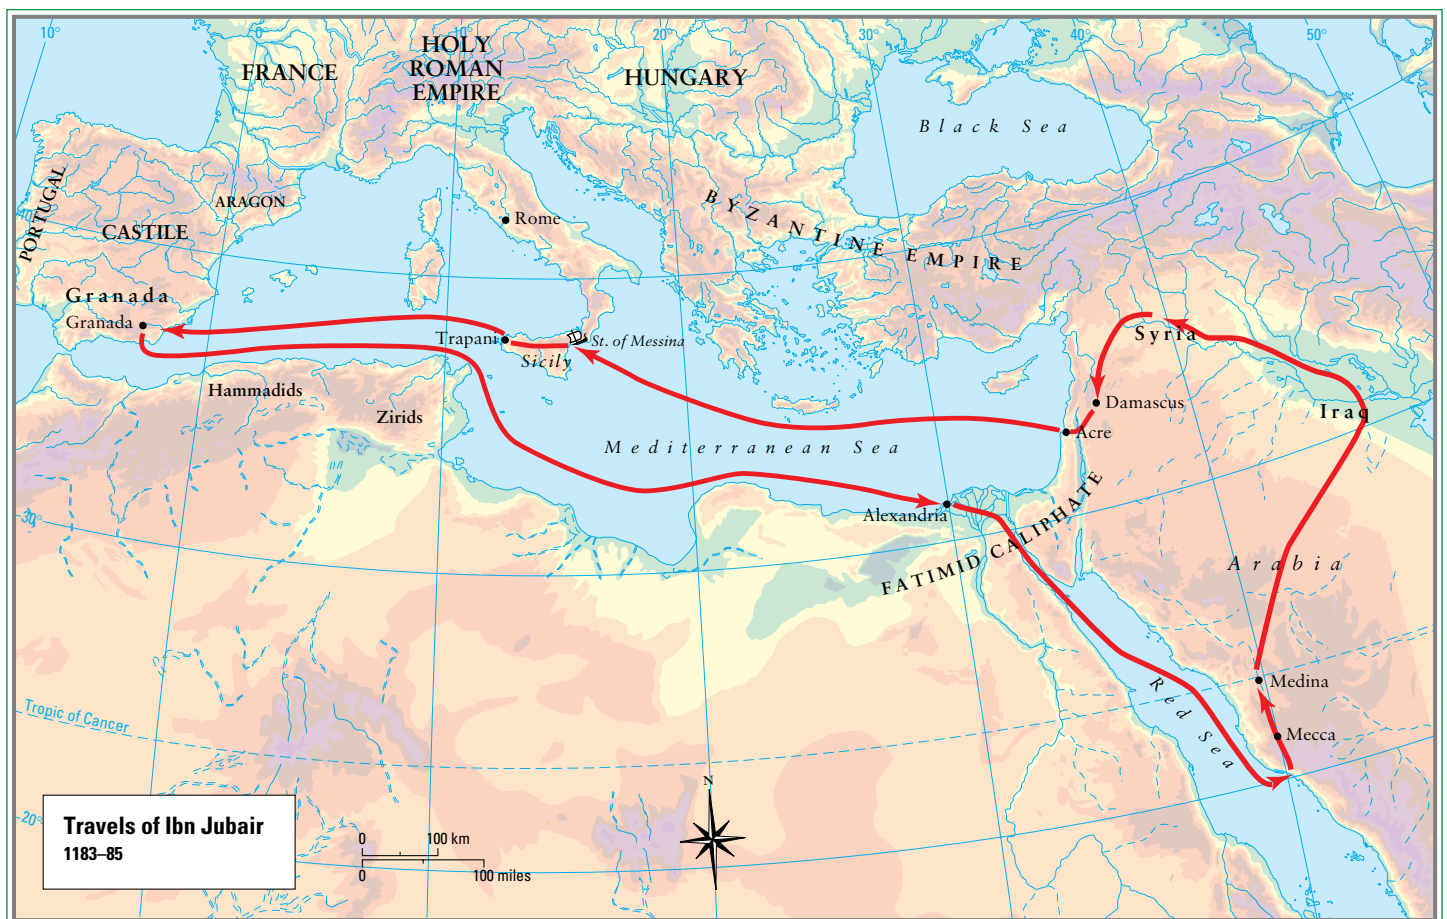 10°
0°
10°
20°
30°
40°
50°
FRANCE
HOLY
ROMAN
EMPIRE
HUNGARY
Black Sea
PORTUGAL
ARAGON
CASTILE
Rome
BYZANTINE EMPIRE
Granada
Granada
Trapani
St. of Messina
Sicily
Syria
Hammadids
Zirids
Damascus
Iraq
Acre
Mediterranean Sea
Alexandria
FATIMID CALIPHATE
Arabia
30°
Medina
Red Sea
Mecca
Tropic of Cancer
20°
N
Travels of Ibn Jubair
1183–85
0 100 km
0 100 miles